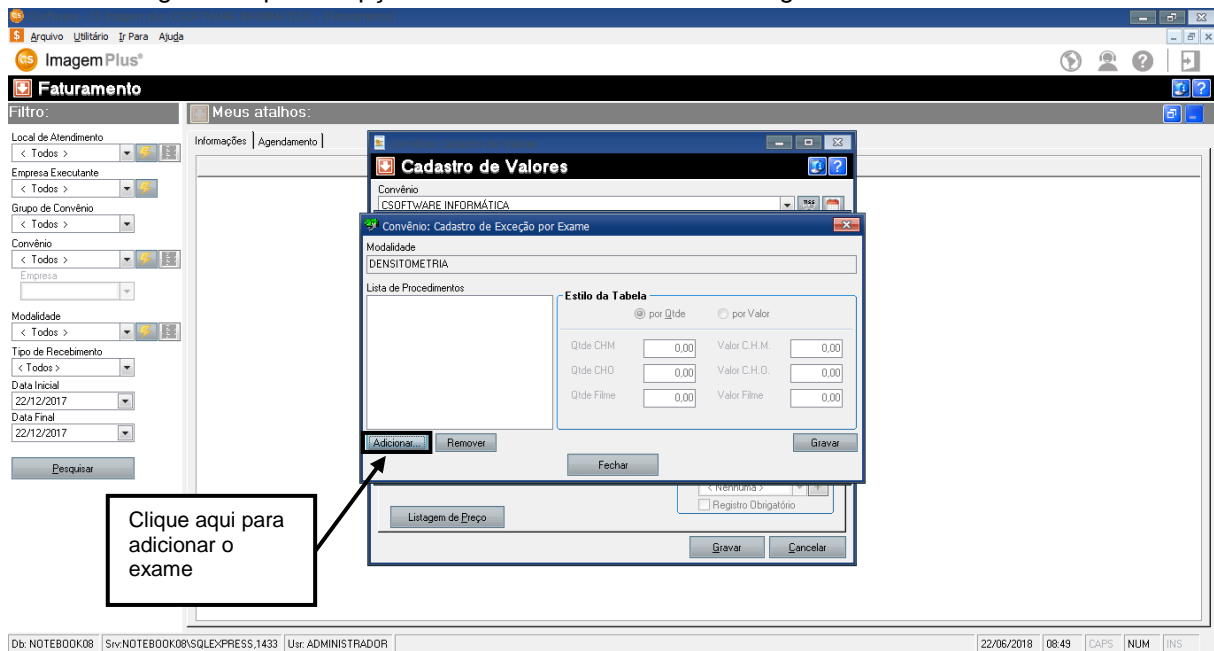 Arquivo Utilitário Ir Para Ajuda
Imagem Plus®
Faturamento
Filtro:
Meus atalhos:
Local de Atendimento
< Todos >
Empresa Executante
< Todos >
Grupo de Convênio
< Todos >
Convênio
< Todos >
Empresa
Modalidade
< Todos >
Tipo de Recebimento
< Todos >
Data Inicial
22/12/2017
Data Final
22/12/2017
Pesquisar
Informações Agendamento
Cadastro de Valores
Convênio
CSOFTWARE INFORMÁTICA
Convênio: Cadastro de Exceção por Exame
Modalidade
DENSITOMETRIA
Lista de Procedimentos
Estilo da Tabela
por Qtde por Valor
Qtde CHM 0,00 Valor C.H.M. 0,00
Qtde CHO 0,00 Valor C.H.O. 0,00
Qtde Filme 0,00 Valor Filme 0,00
Adicionar... Remover Gravar
Fechar
< Nenhuma >
Registro Obrigatório
Listagem de Preço
Gravar Cancelar
Clique aqui para
adicionar o
exame
Db: NOTEBOOK08 Srv:NOTEBOOK08\SQLEXPRESS,1433 Usr: ADMINISTRADOR 22/06/2018 08:49 CAPS NUM INS